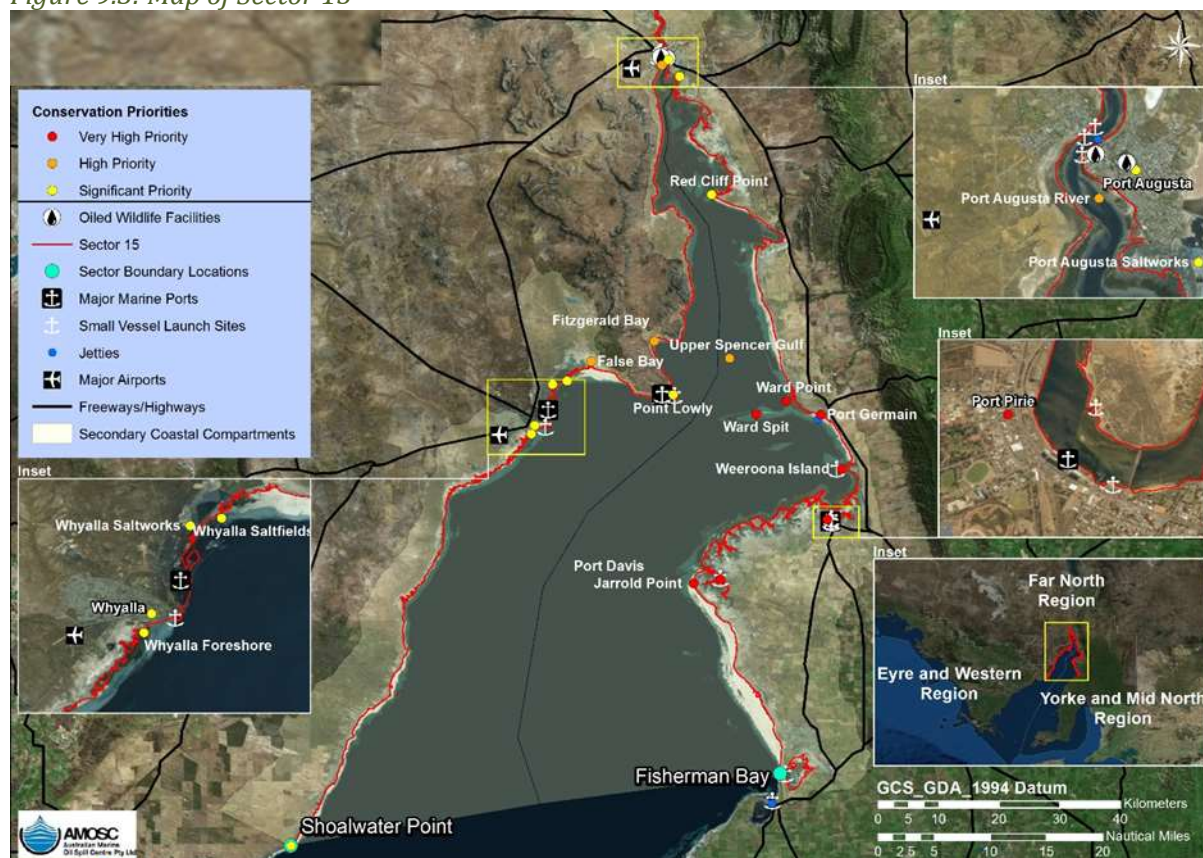 Figure 9.3: Map of Sector 15
Conservation Priorities
Very High Priority
High Priority
Significant Priority
Oiled Wildlife Facilities
Sector 15
Sector Boundary Locations
Major Marine Ports
Small Vessel Launch Sites
Jetties
Major Airports
Freeways/Highways
Secondary Coastal Compartments
Inset
Port Augusta
Port Augusta River
Port Augusta Saltworks
Red Cliff Point
Fitzgerald Bay
Upper Spencer Gulf
False Bay
Point Lowly
Ward Point
Ward Spit
Port Germain
Weeroona Island
Inset
Port Pirie
Inset
Whyalla Saltworks
Whyalla Saltfields
Whyalla
Whyalla Foreshore
Port Davis
Jarrold Point
Inset
Far North
Region
Eyre and Western
Region
Yorke and Mid North
Region
Fisherman Bay
Shoalwater Point
GCS_GDA_1994 Datum
Kilometers
0 5 10 20 30 40
Nautical Miles
0 2.5 5 10 15 20
AMOSC
Australian Marine
Oil Spill Centre Pty Ltd